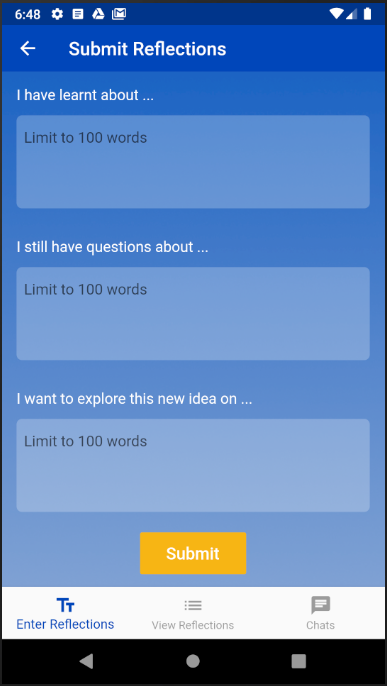 6:48
Submit Reflections
I have learnt about ...
Limit to 100 words
I still have questions about ...
Limit to 100 words
I want to explore this new idea on ...
Limit to 100 words
Submit
Enter Reflections
View Reflections
Chats